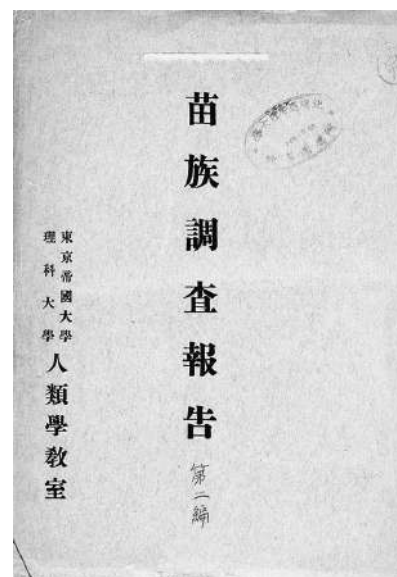 苗族調査報告
第二編
東京帝國大學
理科大學
人類學教室